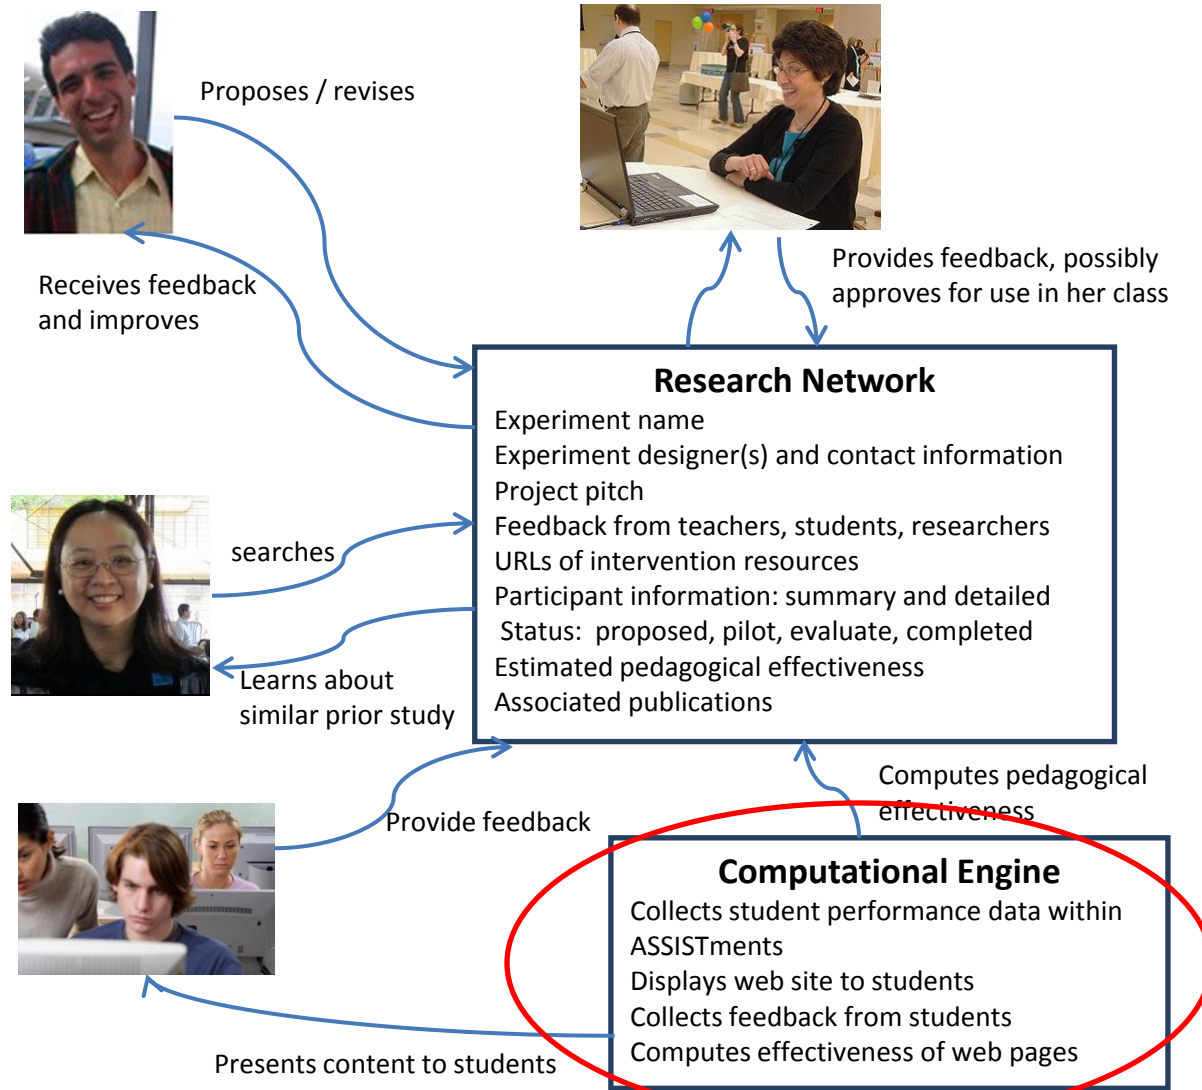 Proposes / revises
Receives feedback
and improves
Provides feedback, possibly
approves for use in her class
Research Network
Experiment name
Experiment designer(s) and contact information
Project pitch
Feedback from teachers, students, researchers
URLs of intervention resources
Participant information: summary and detailed
Status:  proposed, pilot, evaluate, completed
Estimated pedagogical effectiveness
Associated publications
searches
Learns about
similar prior study
Provide feedback
Computes pedagogical
effectiveness
Computational Engine
Collects student performance data within
ASSISTments
Displays web site to students
Collects feedback from students
Computes effectiveness of web pages
Presents content to students